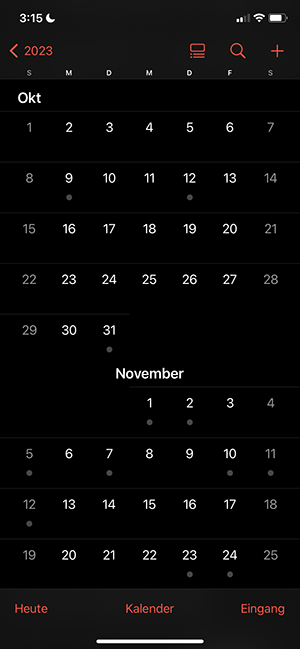 3:15
2023
S M D M D F S
Okt
1 2 3 4 5 6 7
8 9 10 11 12 13 14
15 16 17 18 19 20 21
22 23 24 25 26 27 28
29 30 31
November
1 2 3 4
5 6 7 8 9 10 11
12 13 14 15 16 17 18
19 20 21 22 23 24 25
Heute Kalender Eingang